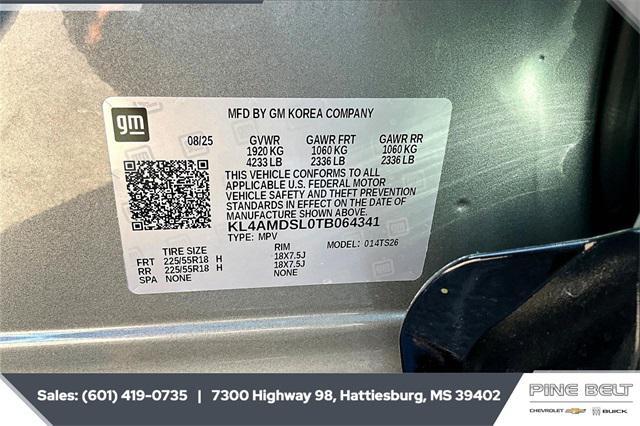 gm
MFD BY GM KOREA COMPANY
08/25 GVWR GAWR FRT GAWR RR
1920 KG 1060 KG 1060 KG
4233 LB 2336 LB 2336 LB
THIS VEHICLE CONFORMS TO ALL
APPLICABLE U.S. FEDERAL MOTOR
VEHICLE SAFETY AND THEFT PREVENTION
STANDARDS IN EFFECT ON THE DATE OF
MANUFACTURE SHOWN ABOVE.
KL4AMDSL0TB064341
TYPE: MPV MODEL: 014TS26
TIRE SIZE RIM
FRT 225/55R18 H 18X7.5J
RR 225/55R18 H 18X7.5J
SPA NONE NONE
Sales: (601) 419-0735 | 7300 Highway 98, Hattiesburg, MS 39402
PINE BELT
CHEVROLET BUICK